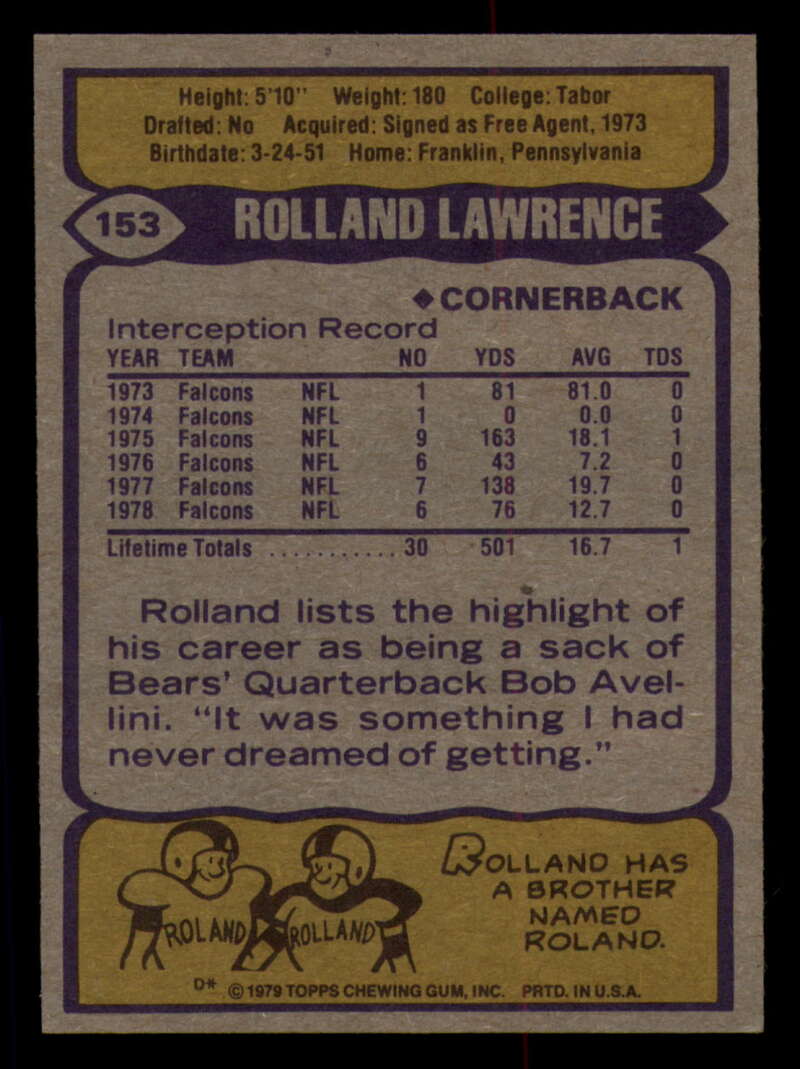 Height: 5'10" Weight: 180 College: Tabor
Drafted: No Acquired: Signed as Free Agent, 1973
Birthdate: 3-24-51 Home: Franklin, Pennsylvania
153 ROLLAND LAWRENCE
◆CORNERBACK
Interception Record
YEAR TEAM NO YDS AVG TDS
1973 Falcons NFL 1 81 81.0 0
1974 Falcons NFL 1 0 0.0 0
1975 Falcons NFL 9 163 18.1 1
1976 Falcons NFL 6 43 7.2 0
1977 Falcons NFL 7 138 19.7 0
1978 Falcons NFL 6 76 12.7 0
Lifetime Totals ........... 30 501 16.7 1
Rolland lists the highlight of
his career as being a sack of
Bears' Quarterback Bob Avel-
lini. "It was something I had
never dreamed of getting."
ROLAND ROLLAND
ROLLAND HAS
A BROTHER
NAMED
ROLAND.
D* © 1979 TOPPS CHEWING GUM, INC. PRTD. IN U.S.A.